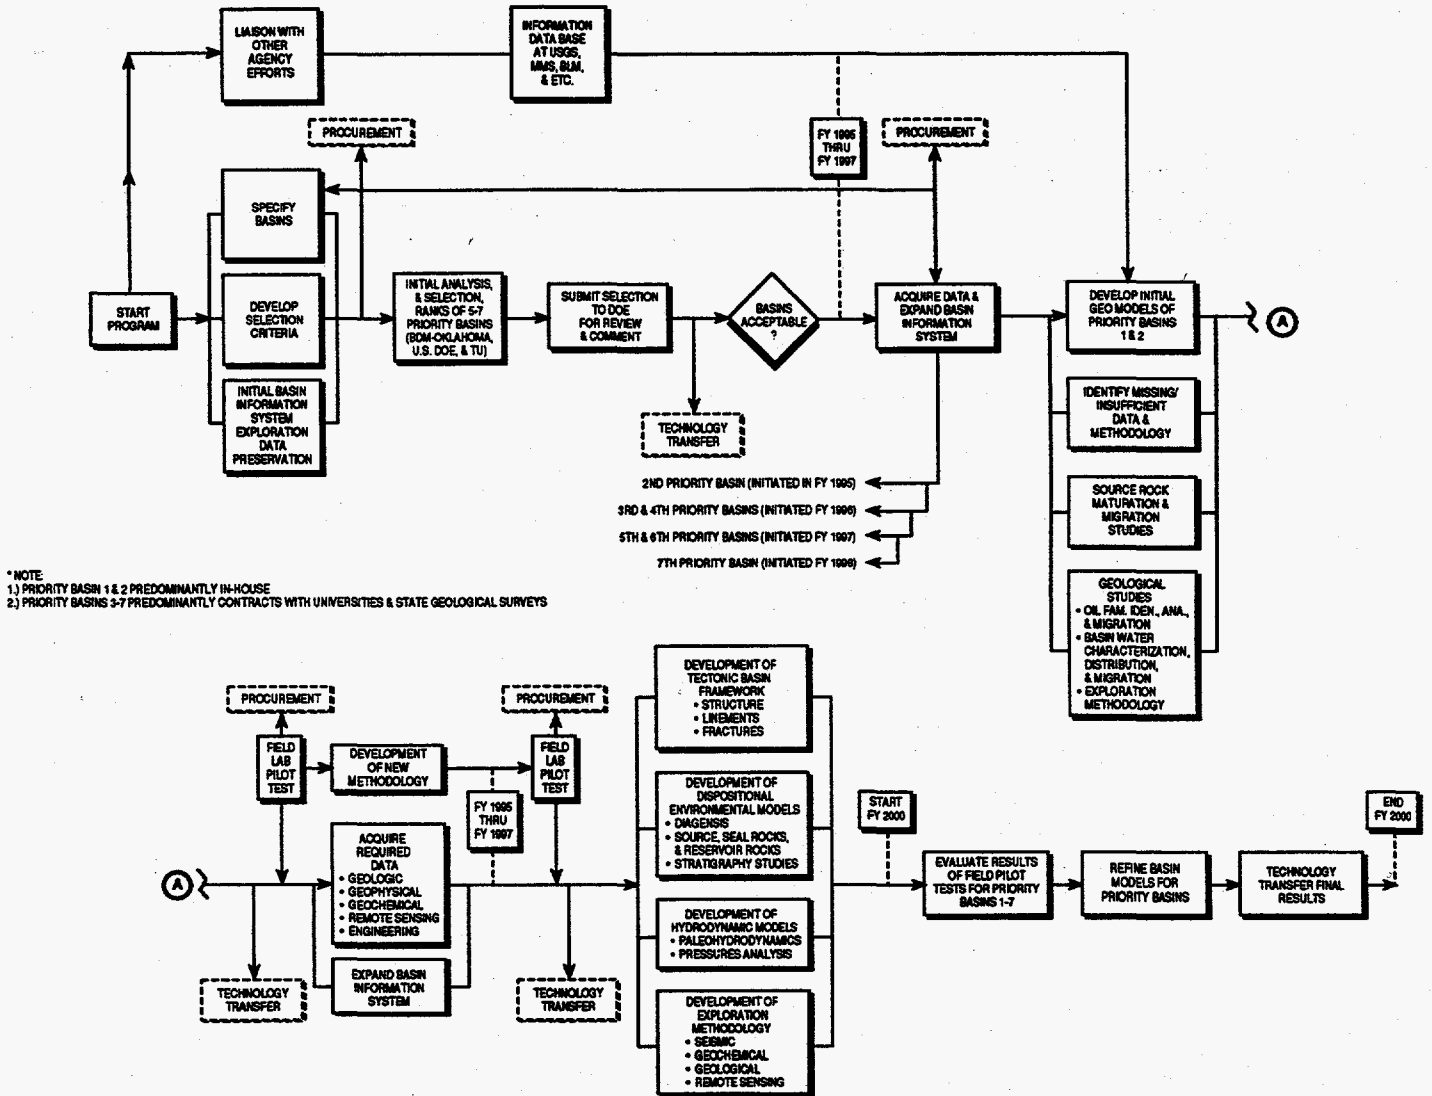 LIAISON WITH
OTHER
AGENCY
EFFORTS
INFORMATION
DATA BASE
AT USGS,
MMS, BLM,
& ETC.
PROCUREMENT
FY 1995
THRU
FY 1997
PROCUREMENT
SPECIFY
BASINS
START
PROGRAM
DEVELOP
SELECTION
CRITERIA
INITIAL BASIN
INFORMATION
SYSTEM
EXPLORATION
DATA
PRESERVATION
INITIAL ANALYSIS,
& SELECTION,
RANKS OF 5-7
PRIORITY BASINS
(BDM-OKLAHOMA,
U.S. DOE, & TU)
SUBMIT SELECTION
TO DOE
FOR REVIEW
& COMMENT
BASINS
ACCEPTABLE
?
ACQUIRE DATA &
EXPAND BASIN
INFORMATION
SYSTEM
DEVELOP INITIAL
GEO MODELS OF
PRIORITY BASINS
1 & 2
A
TECHNOLOGY
TRANSFER
IDENTIFY MISSING/
INSUFFICIENT
DATA &
METHODOLOGY
SOURCE ROCK
MATURATION &
MIGRATION
STUDIES
GEOLOGICAL
STUDIES
• OIL FAM. IDEN., ANA.,
& MIGRATION
• BASIN WATER
CHARACTERIZATION,
DISTRIBUTION,
& MIGRATION
• EXPLORATION
METHODOLOGY
2ND PRIORITY BASIN (INITIATED IN FY 1995)
3RD & 4TH PRIORITY BASINS (INITIATED FY 1996)
5TH & 6TH PRIORITY BASINS (INITIATED FY 1997)
7TH PRIORITY BASIN (INITIATED FY
* NOTE
1.) PRIORITY BASIN 1 & 2 PREDOMINANTLY IN-HOUSE
2.) PRIORITY BASINS 3-7 PREDOMINANTLY CONTRACTS WITH UNIVERSITIES & STATE GEOLOGICAL SURVEYS
PROCUREMENT
FIELD
LAB
PILOT
TEST
DEVELOPMENT
OF NEW
METHODOLOGY
PROCUREMENT
FIELD
LAB
PILOT
TEST
FY 1995
THRU
FY 1997
A
ACQUIRE
REQUIRED
DATA
• GEOLOGIC
• GEOPHYSICAL
• GEOCHEMICAL
• REMOTE SENSING
• ENGINEERING
TECHNOLOGY
TRANSFER
EXPAND BASIN
INFORMATION
SYSTEM
TECHNOLOGY
TRANSFER
DEVELOPMENT OF
TECTONIC BASIN
FRAMEWORK
• STRUCTURE
• LINEMENTS
• FRACTURES
DEVELOPMENT OF
DISPOSITIONAL
ENVIRONMENTAL MODELS
• DIAGENSIS
• SOURCE, SEAL ROCKS,
& RESERVOIR ROCKS
• STRATIGRAPHY STUDIES
DEVELOPMENT OF
HYDRODYNAMIC MODELS
• PALEOHYDRODYNAMICS
• PRESSURES ANALYSIS
DEVELOPMENT OF
EXPLORATION
METHODOLOGY
• SEISMIC
• GEOCHEMICAL
• GEOLOGICAL
• REMOTE SENSING
START
FY 2000
EVALUATE RESULTS
OF FIELD PILOT
TESTS FOR PRIORITY
BASINS 1-7
REFINE BASIN
MODELS FOR
PRIORITY BASINS
TECHNOLOGY
TRANSFER FINAL
RESULTS
END
FY 2000